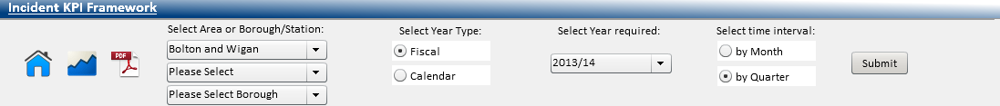 Incident KPI Framework
Select Area or Borough/Station:
Bolton and Wigan
Please Select
Please Select Borough
Select Year Type:
Fiscal
Calendar
Select Year required:
2013/14
Select time interval:
by Month
by Quarter
Submit
PDF